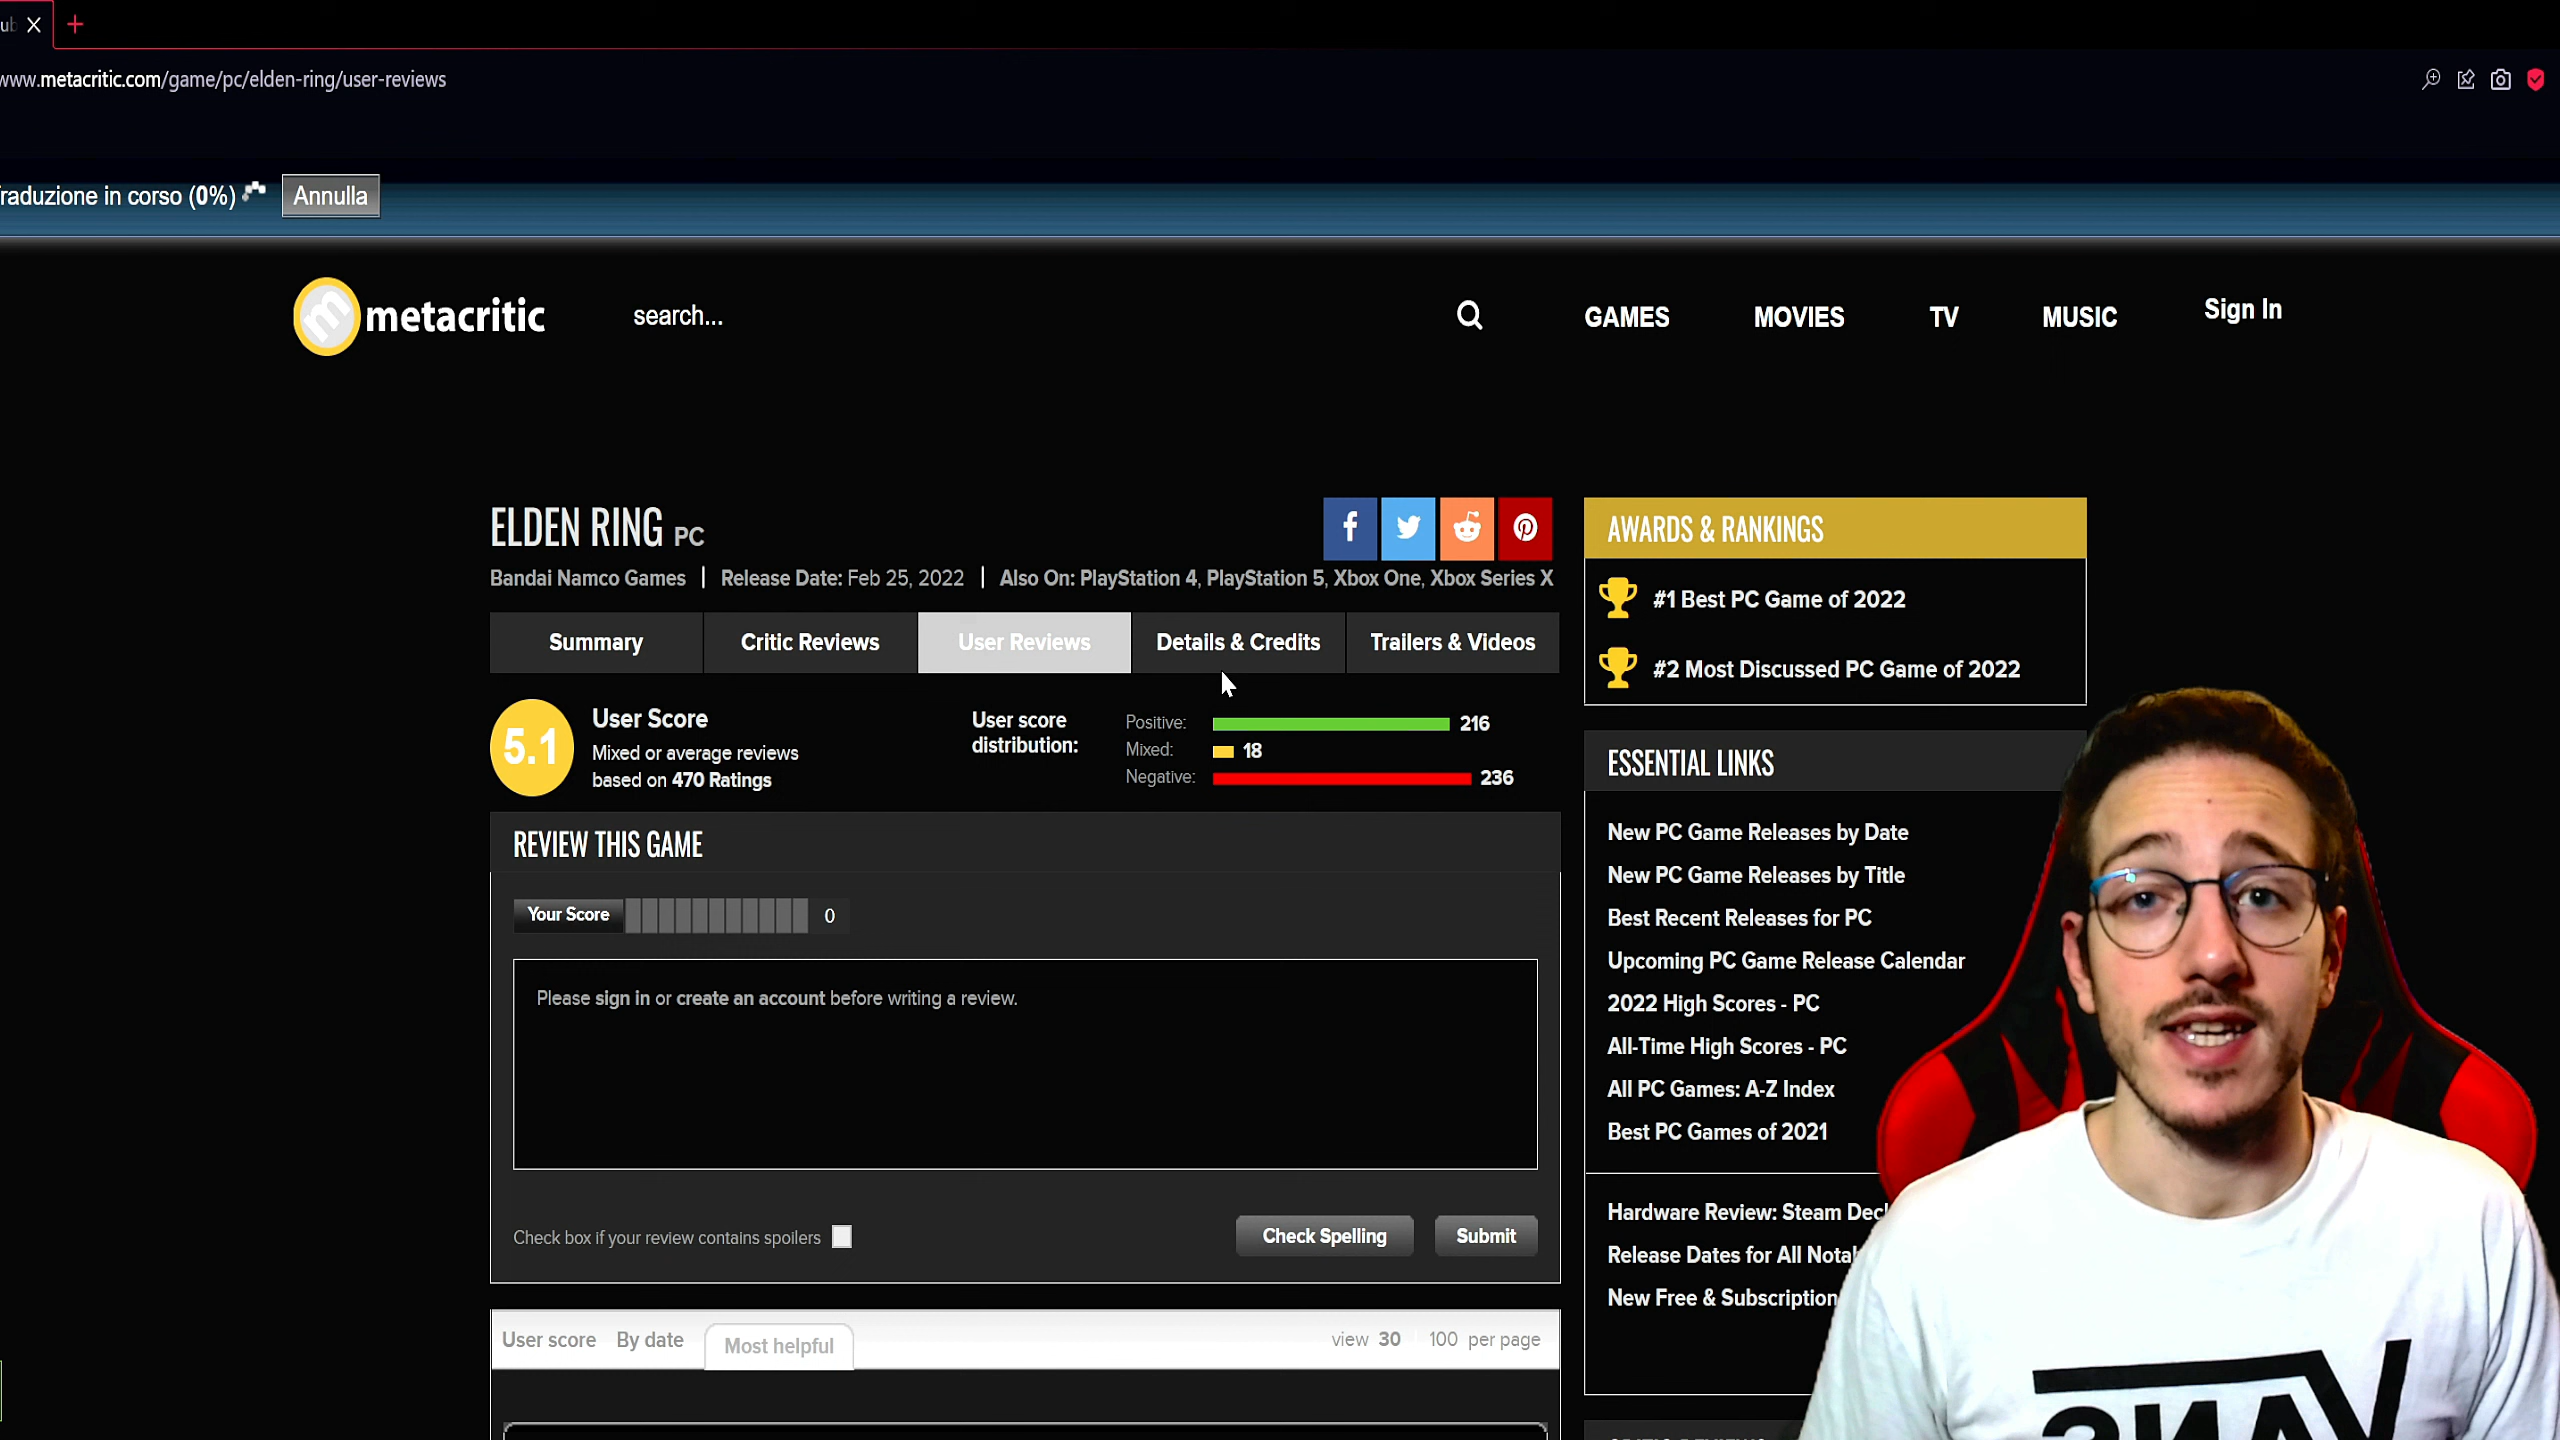 ub
www.metacritic.com/game/pc/elden-ring/user-reviews
raduzione in corso (0%) Annulla
metacritic search... GAMES MOVIES TV MUSIC Sign In
ELDEN RING PC
Bandai Namco Games | Release Date: Feb 25, 2022 | Also On: PlayStation 4, PlayStation 5, Xbox One, Xbox Series X
Summary Critic Reviews User Reviews Details & Credits Trailers & Videos
5.1
User Score
Mixed or average reviews
based on 470 Ratings
User score
distribution:
Positive: 216
Mixed: 18
Negative: 236
REVIEW THIS GAME
Your Score 0
Please sign in or create an account before writing a review.
Check box if your review contains spoilers Check Spelling Submit
User score By date Most helpful view 30 100 per page
AWARDS & RANKINGS
#1 Best PC Game of 2022
#2 Most Discussed PC Game of 2022
ESSENTIAL LINKS
New PC Game Releases by Date
New PC Game Releases by Title
Best Recent Releases for PC
Upcoming PC Game Release Calendar
2022 High Scores - PC
All-Time High Scores - PC
All PC Games: A-Z Index
Best PC Games of 2021
Hardware Review: Steam Dec
Release Dates for All Nota
New Free & Subscription
VANS